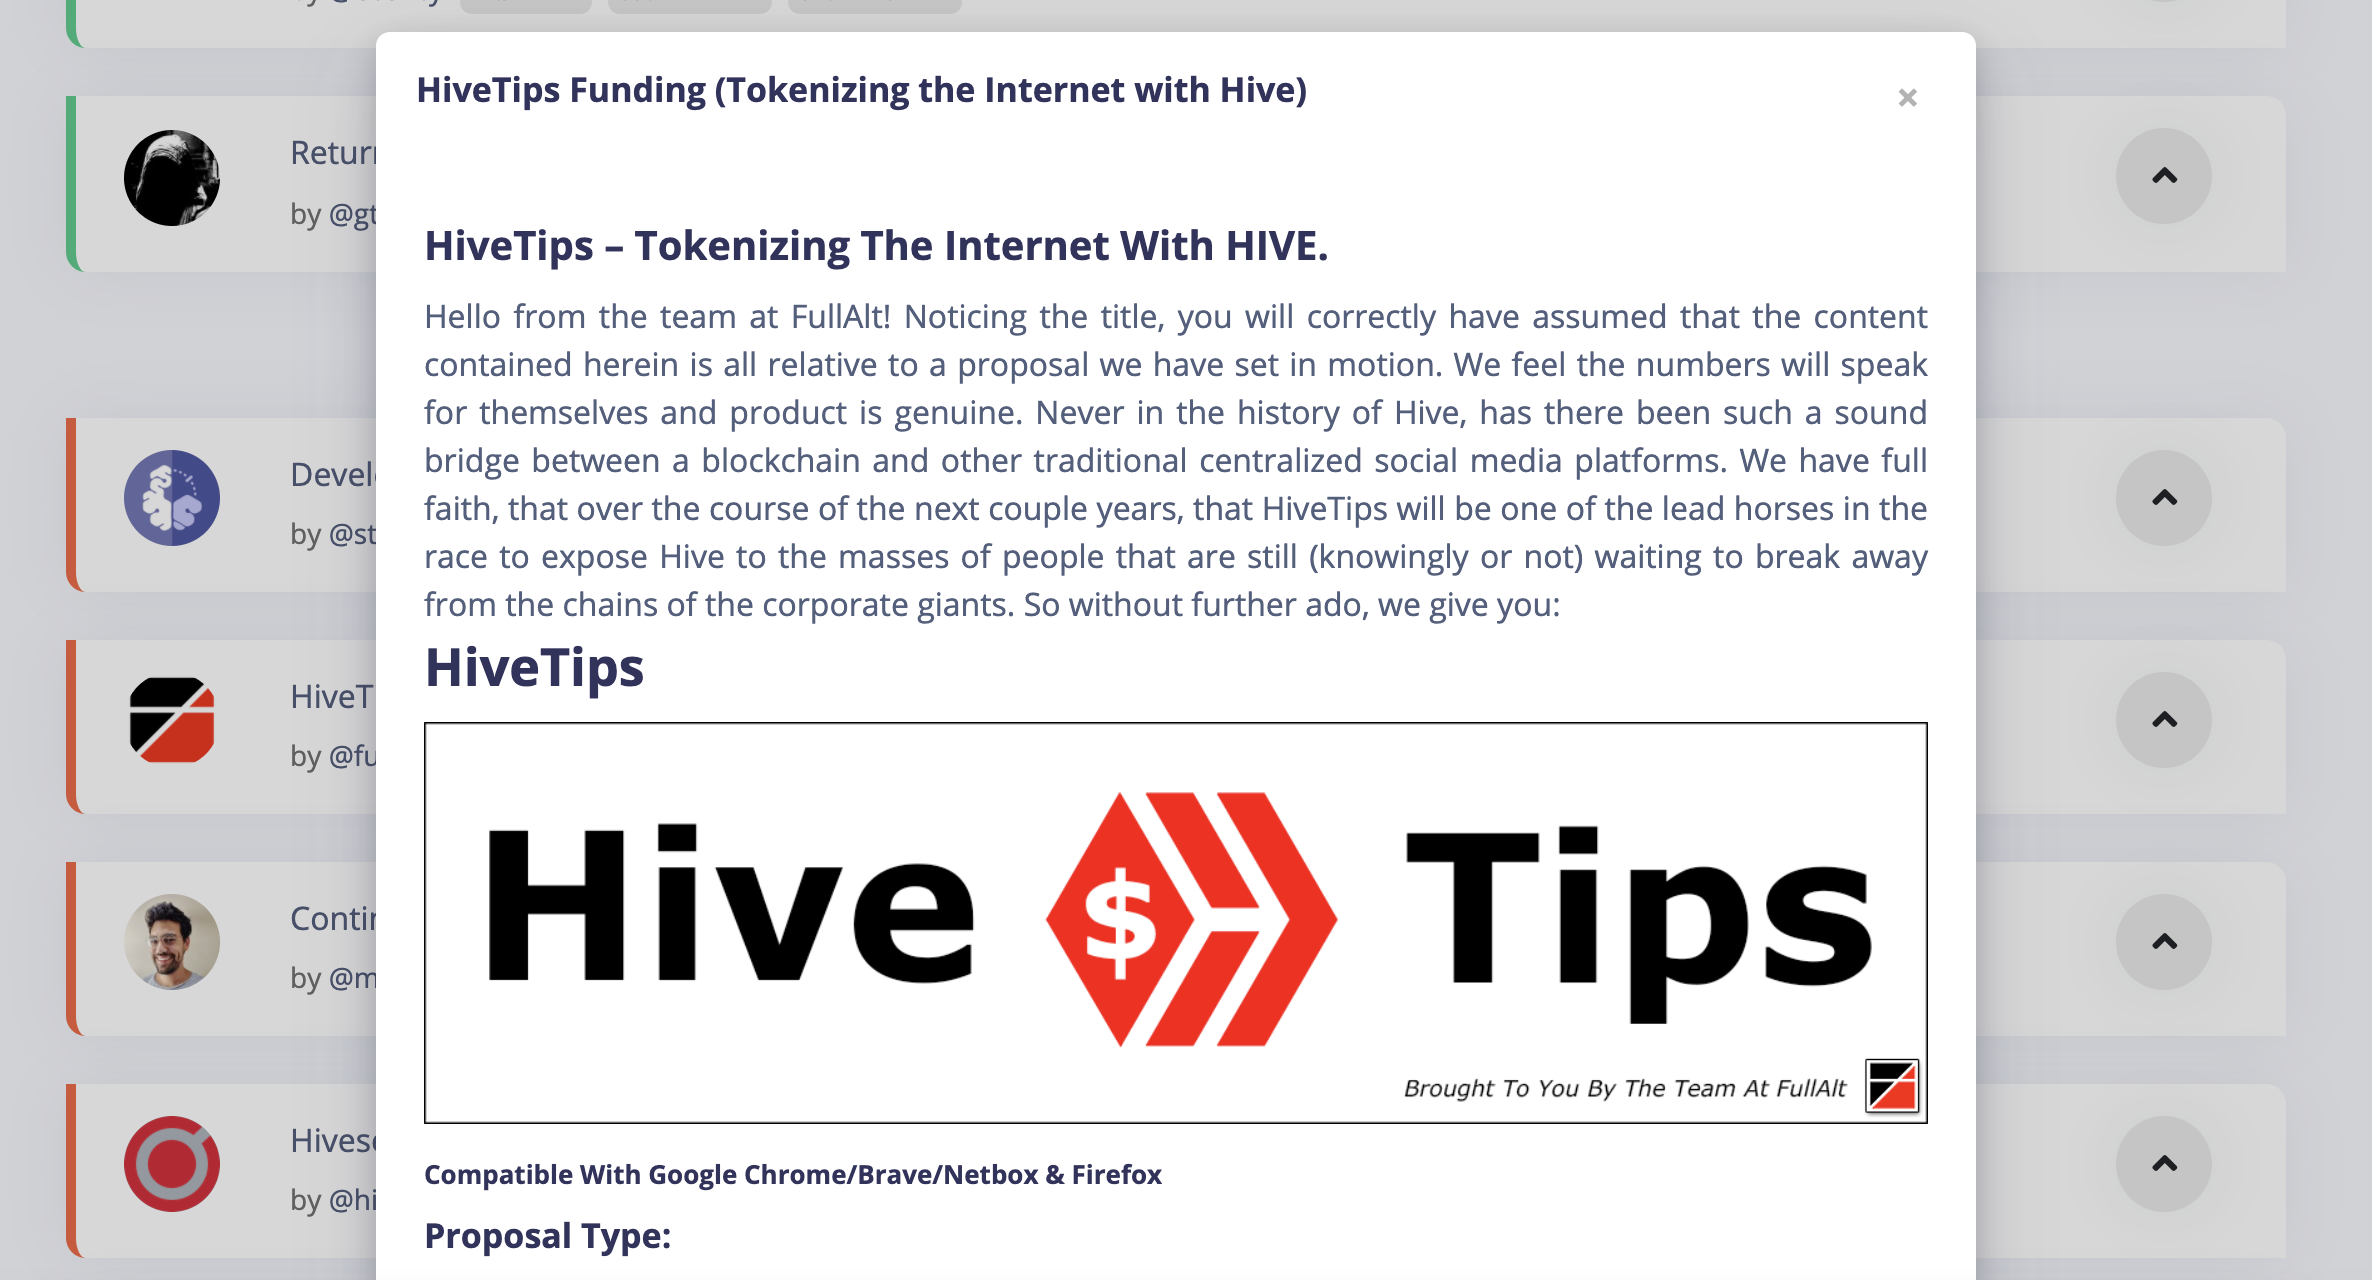 HiveTips Funding (Tokenizing the Internet with Hive)
×
Return
by @gt
HiveTips – Tokenizing The Internet With HIVE.
Hello from the team at FullAlt! Noticing the title, you will correctly have assumed that the content
contained herein is all relative to a proposal we have set in motion. We feel the numbers will speak
for themselves and product is genuine. Never in the history of Hive, has there been such a sound
bridge between a blockchain and other traditional centralized social media platforms. We have full
faith, that over the course of the next couple years, that HiveTips will be one of the lead horses in the
race to expose Hive to the masses of people that are still (knowingly or not) waiting to break away
from the chains of the corporate giants. So without further ado, we give you:
Devel
by @st
HiveTips
HiveT
by @fu
Hive $ Tips
Brought To You By The Team At FullAlt
Contin
by @m
Compatible With Google Chrome/Brave/Netbox & Firefox
Hivese
by @hi
Proposal Type: